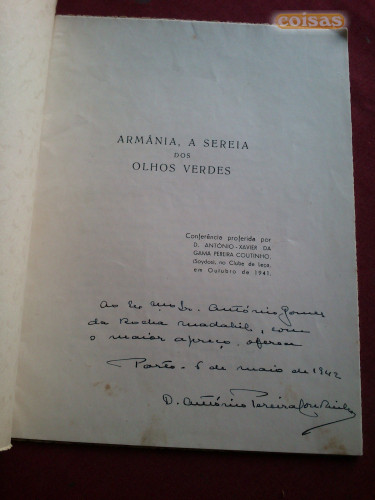 coisas
ARMÂNIA, A SEREIA
DOS
OLHOS VERDES
Conferência proferida por
D. ANTÓNIO-XAVIER DA
GAMA PEREIRA COUTINHO,
(Soydos), no Clube de Leça,
em Outubro de 1941.
Ao Ex. mo Sr. António Gomes
da Rocha Madahil, com
o maior apreço oferece
Porto - 6 de maio de 1942
D. António Pereira Coutinho